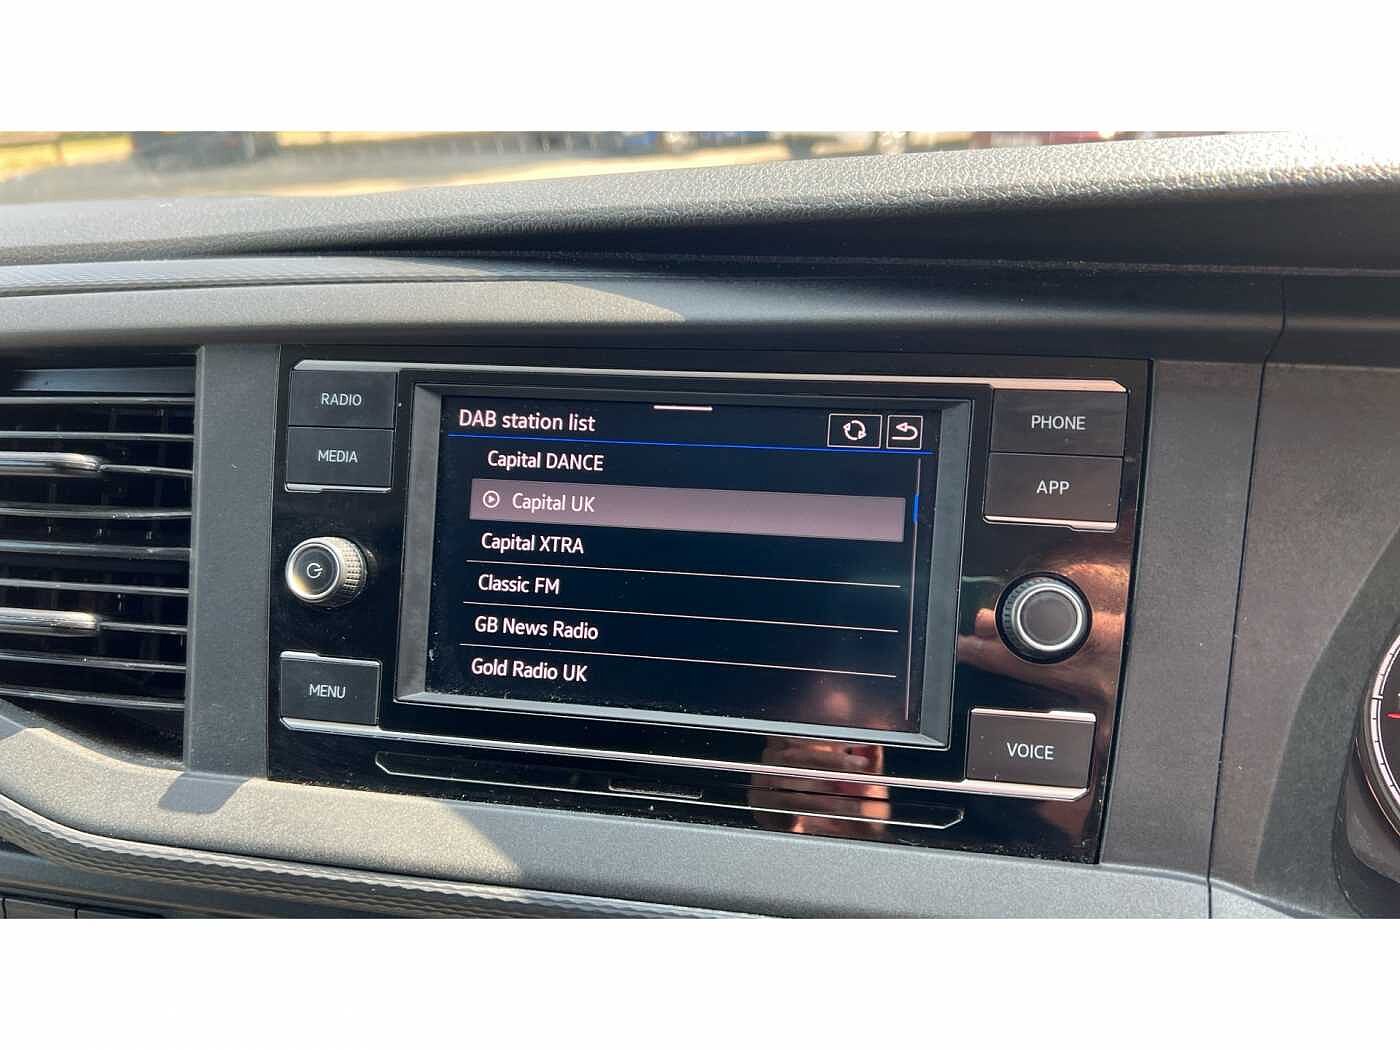 RADIO
MEDIA
MENU
DAB station list
Capital DANCE
Capital UK
Capital XTRA
Classic FM
GB News Radio
Gold Radio UK
PHONE
APP
VOICE